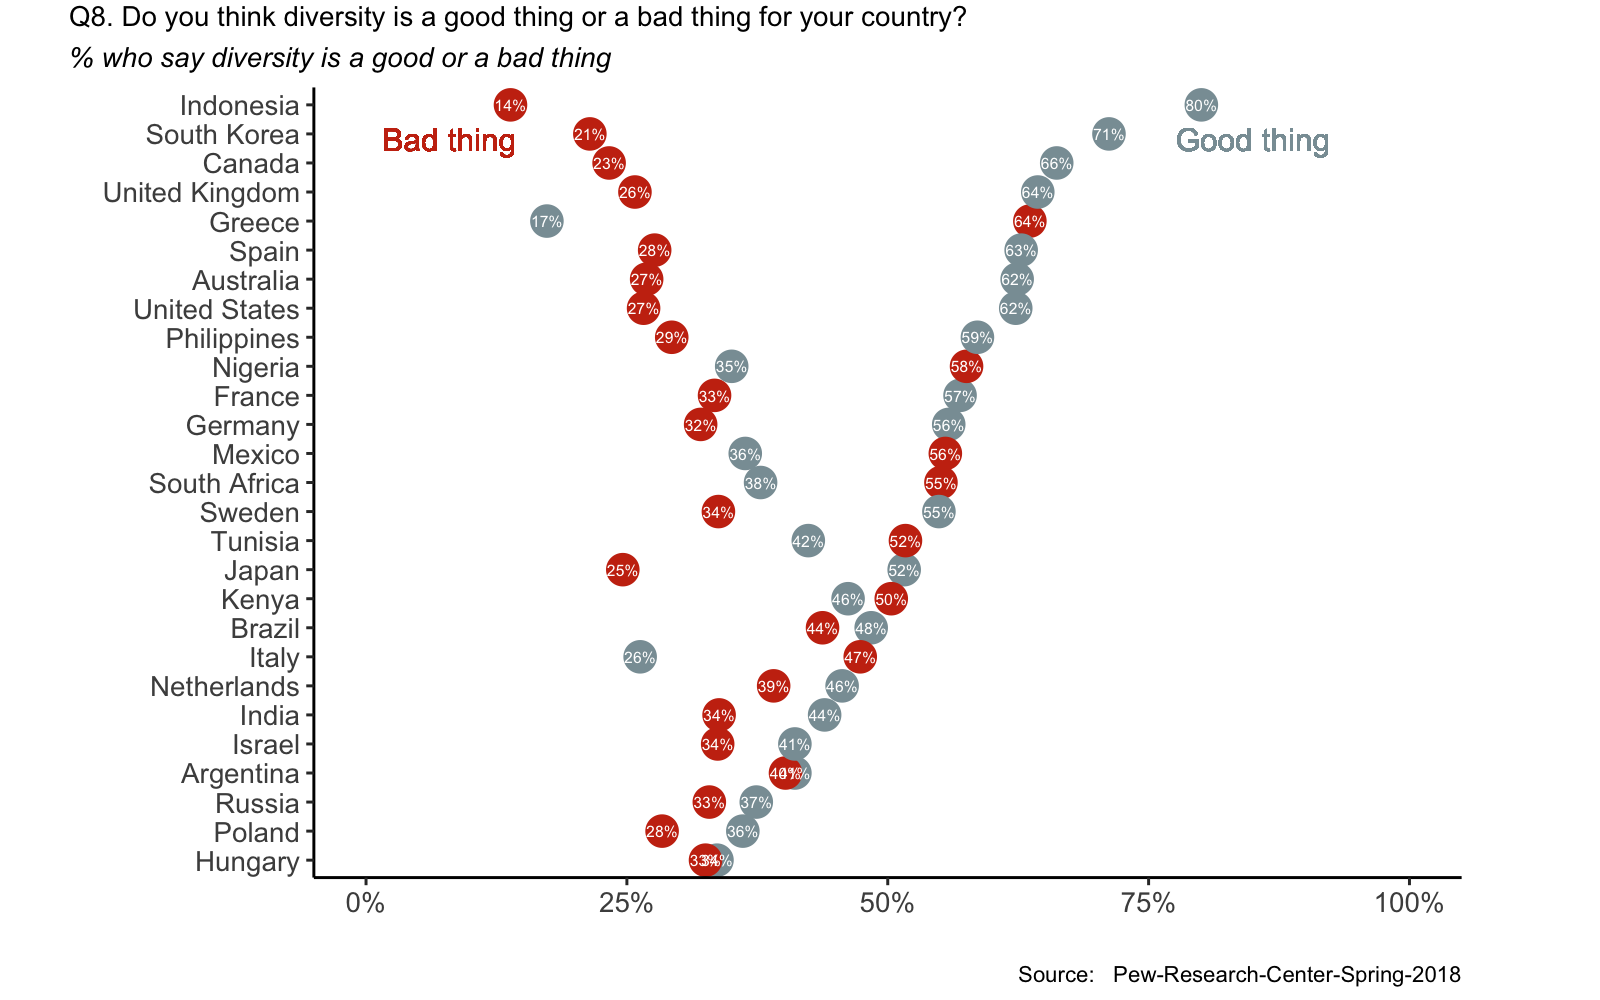 Q8. Do you think diversity is a good thing or a bad thing for your country?
% who say diversity is a good or a bad thing
Indonesia 14% 80%
Bad thing Good thing
South Korea 21% 71%
Canada 23% 66%
United Kingdom 26% 64%
Greece 17% 64%
Spain 28% 63%
Australia 27% 62%
United States 27% 62%
Philippines 29% 59%
Nigeria 35% 58%
France 33% 57%
Germany 32% 56%
Mexico 36% 56%
South Africa 38% 55%
Sweden 34% 55%
Tunisia 42% 52%
Japan 25% 52%
Kenya 46% 50%
Brazil 44% 48%
Italy 26% 47%
Netherlands 39% 46%
India 34% 44%
Israel 34% 41%
Argentina 40% 41%
Russia 33% 37%
Poland 28% 36%
Hungary 33% 34%
0% 25% 50% 75% 100%
Source: Pew-Research-Center-Spring-2018